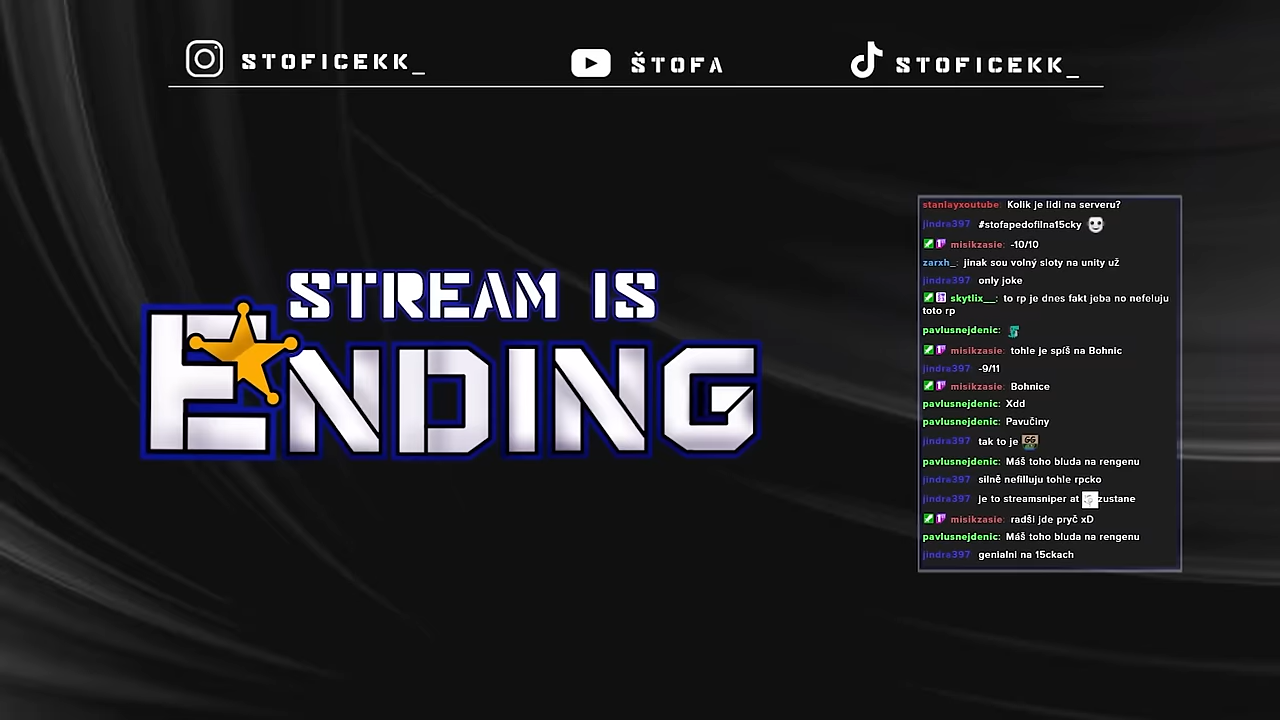 STOFICEKK_
ŠTOFA
STOFICEKK_
STREAM IS
ENDING
stanlayxoutube: Kolik je lidi na serveru?
jindra397 #stofapedofilna15cky
misikzasie: -10/10
zarxh_: jinak sou volný sloty na unity už
jindra397 only joke
skytlix__: to rp je dnes fakt jeba no nefeluju
toto rp
pavlusnejdenic:
misikzasie: tohle je spíš na Bohnic
jindra397 -9/11
misikzasie: Bohnice
pavlusnejdenic: Xdd
pavlusnejdenic: Pavučiny
jindra397 tak to je
pavlusnejdenic: Máš toho bluda na rengenu
jindra397 silně nefilluju tohle rpcko
jindra397 je to streamsniper at zustane
misikzasie: radši jde pryč xD
pavlusnejdenic: Máš toho bluda na rengenu
jindra397 genialni na 15ckach